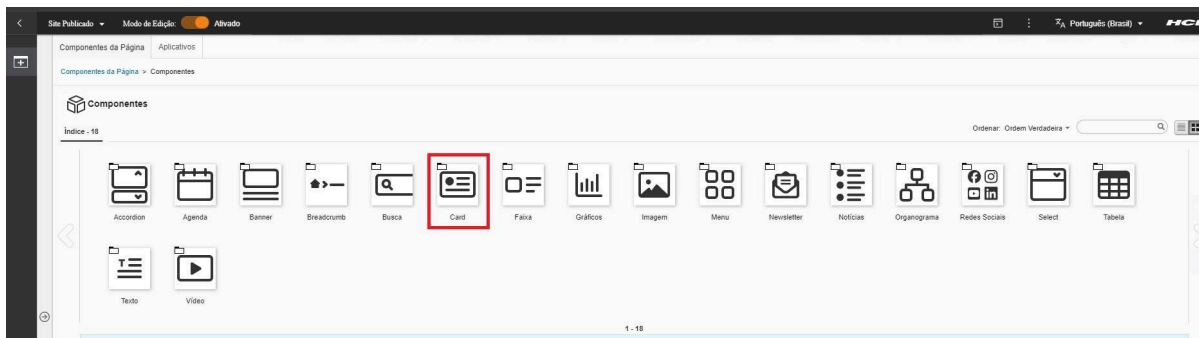 Site Publicado Modo de Edição: Ativado Português (Brasil) HCL
Componentes da Página Aplicativos
Componentes da Página > Componentes
Componentes
Índice - 18 Ordenar: Ordem Verdadeira
Accordion Agenda Banner Breadcrumb Busca Card Faixa Gráficos Imagem Menu Newsletter Notícias Organograma Redes Sociais Select Tabela
Texto Vídeo
1 - 18